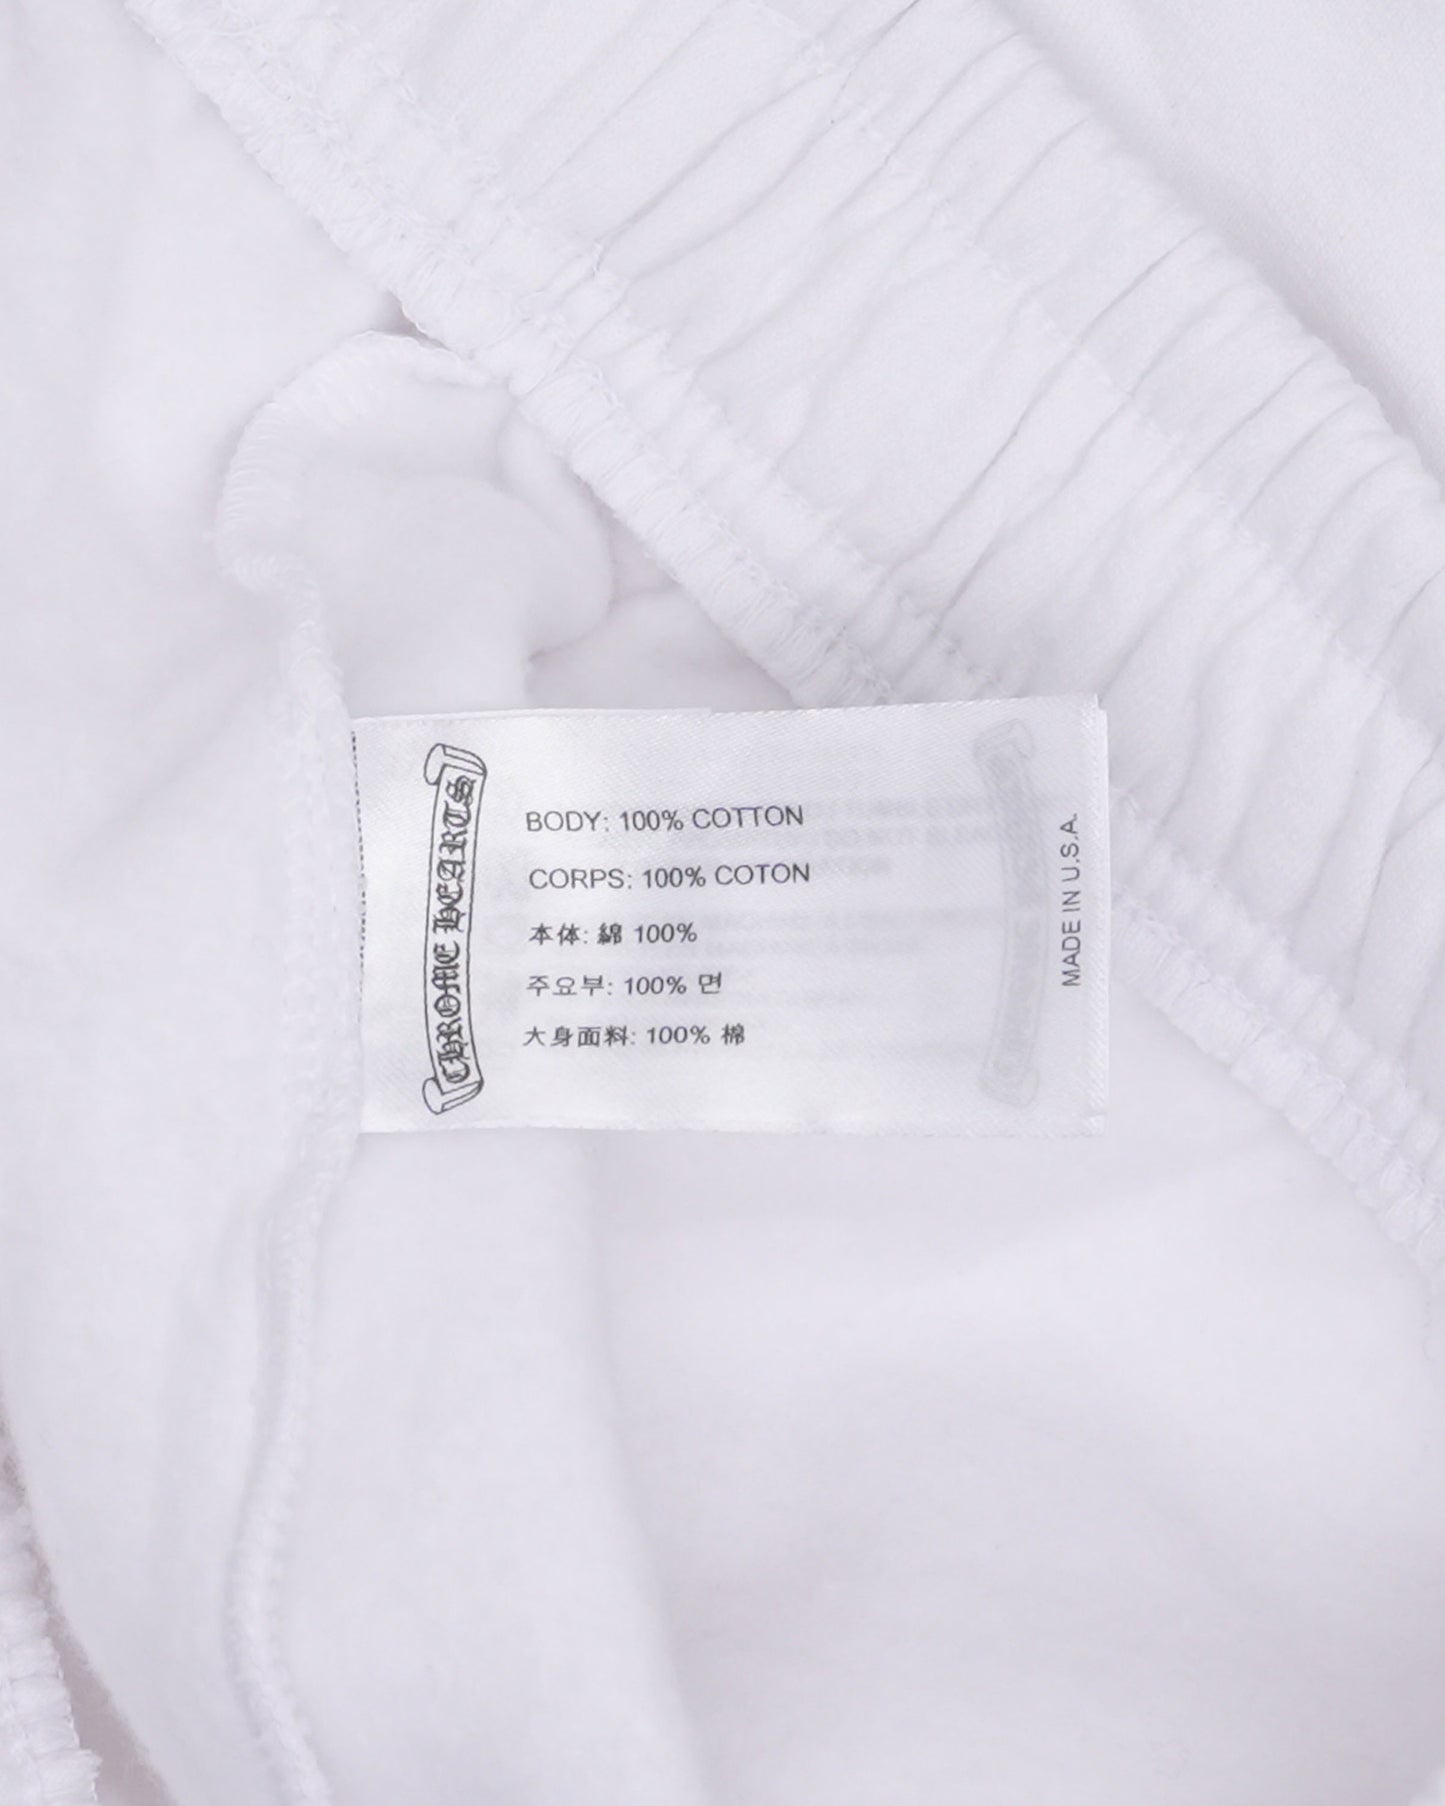 CHROME HEARTS
BODY: 100% COTTON
CORPS: 100% COTON
本体: 綿 100%
주요부: 100% 면
大身面料: 100% 棉
MADE IN U.S.A.